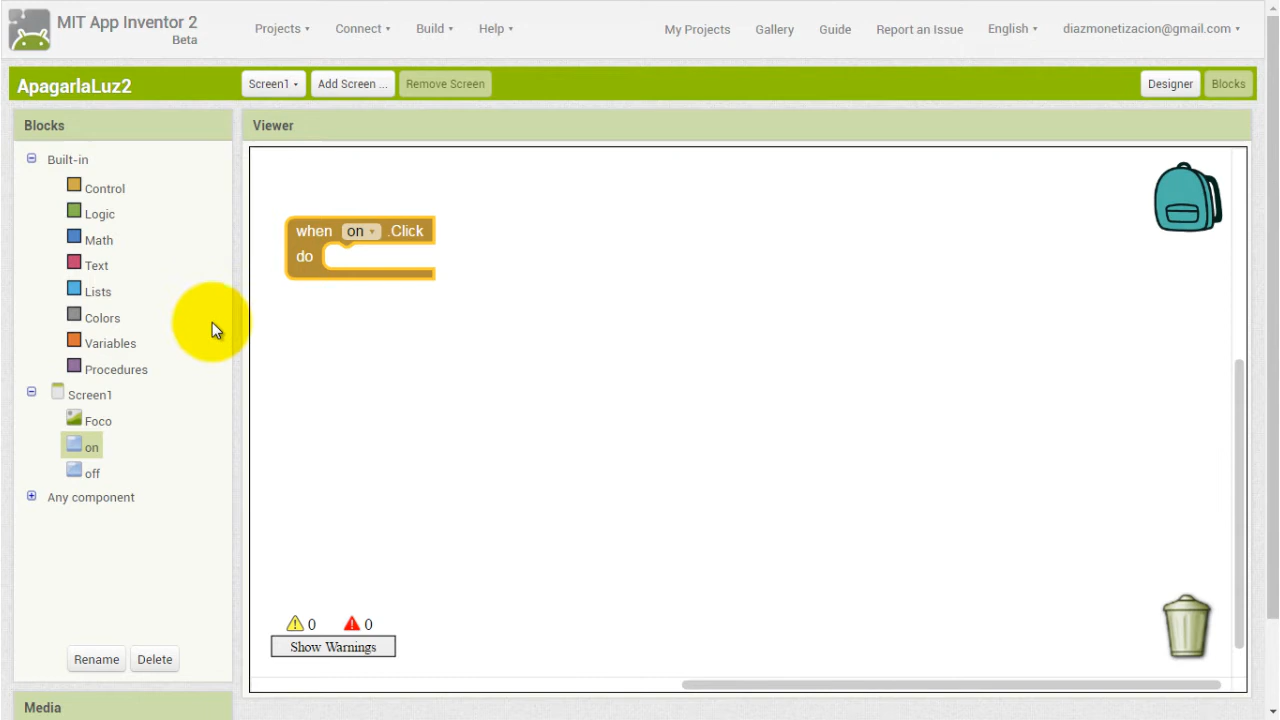 MIT App Inventor 2
Beta
Projects Connect Build Help My Projects Gallery Guide Report an Issue English diazmonetizacion@gmail.com
ApagarlaLuz2 Screen1 Add Screen ... Remove Screen Designer Blocks
Blocks
Viewer
Built-in
Control
Logic
Math
Text
Lists
Colors
Variables
Procedures
Screen1
Foco
on
off
Any component
Rename Delete
Media
when on .Click
do
0 0
Show Warnings